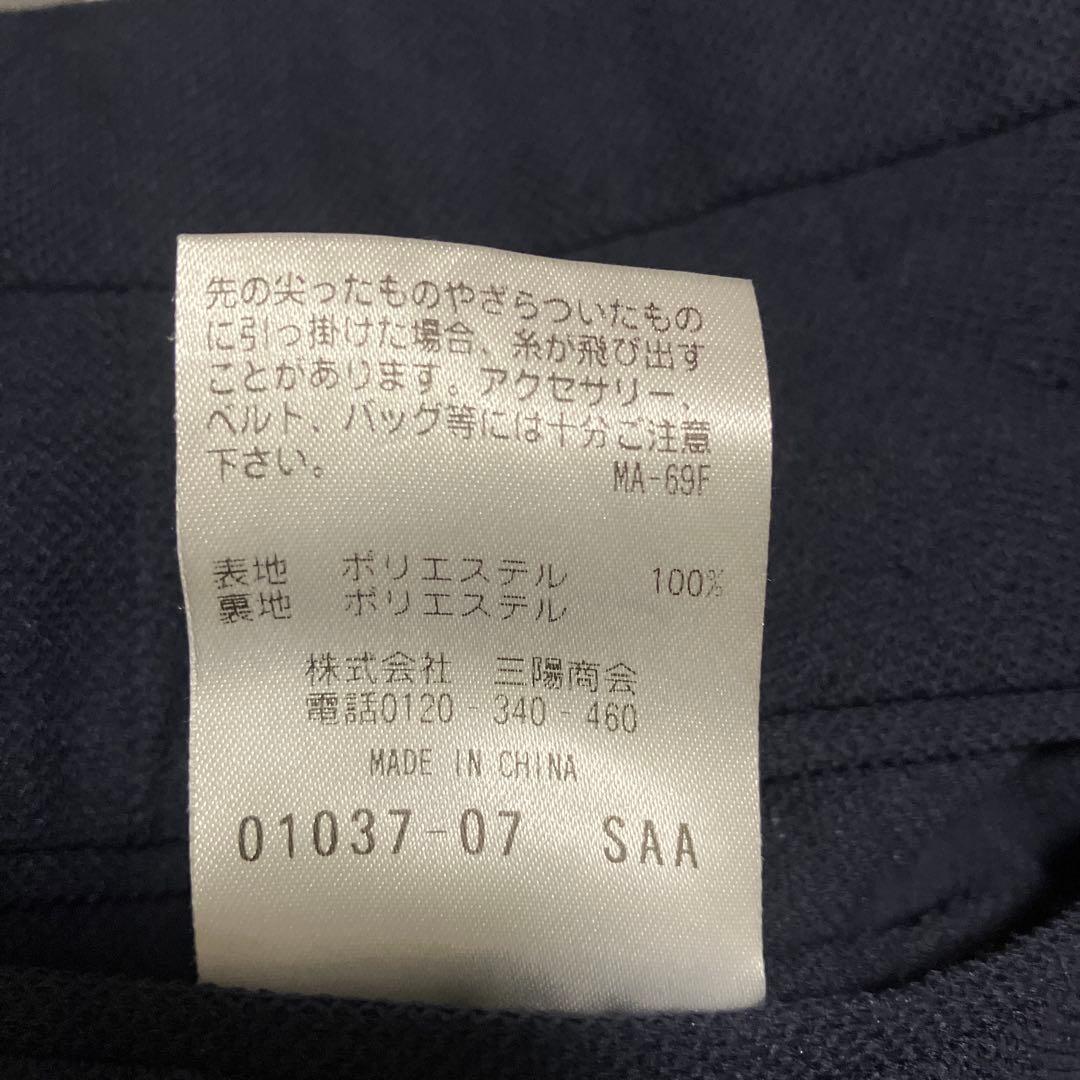 先の尖ったものやざらついたもの
に引っ掛けた場合、糸が飛び出す
ことがあります。アクセサリー、
ベルト、バッグ等には十分ご注意
下さい。
MA-69F
表地 ポリエステル 100%
裏地 ポリエステル
株式会社 三陽商会
電話0120-340-460
MADE IN CHINA
01037-07 SAA